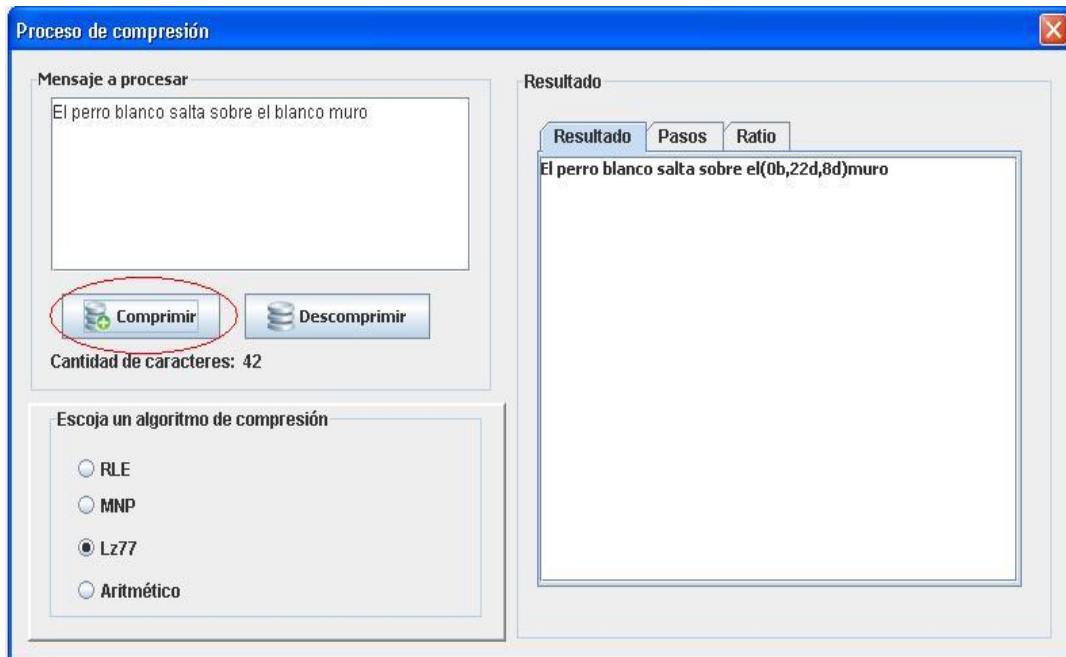 Proceso de compresión
Mensaje a procesar
El perro blanco salta sobre el blanco muro
Comprimir
Descomprimir
Cantidad de caracteres: 42
Escoja un algoritmo de compresión
RLE
MNP
Lz77
Aritmético
Resultado
Resultado Pasos Ratio
El perro blanco salta sobre el(0b,22d,8d)muro